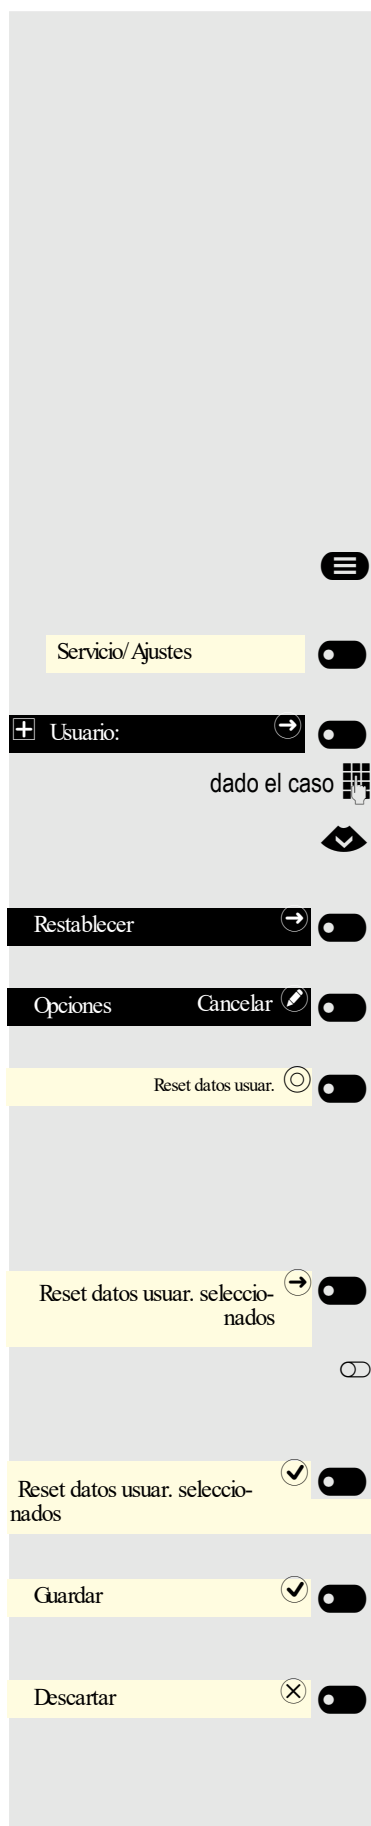 Servicio/Ajustes
Usuario:
dado el caso
Restablecer
Opciones Cancelar
Reset datos usuar.
Reset datos usuar. seleccio-
nados
Reset datos usuar. seleccio-
nados
Guardar
Descartar